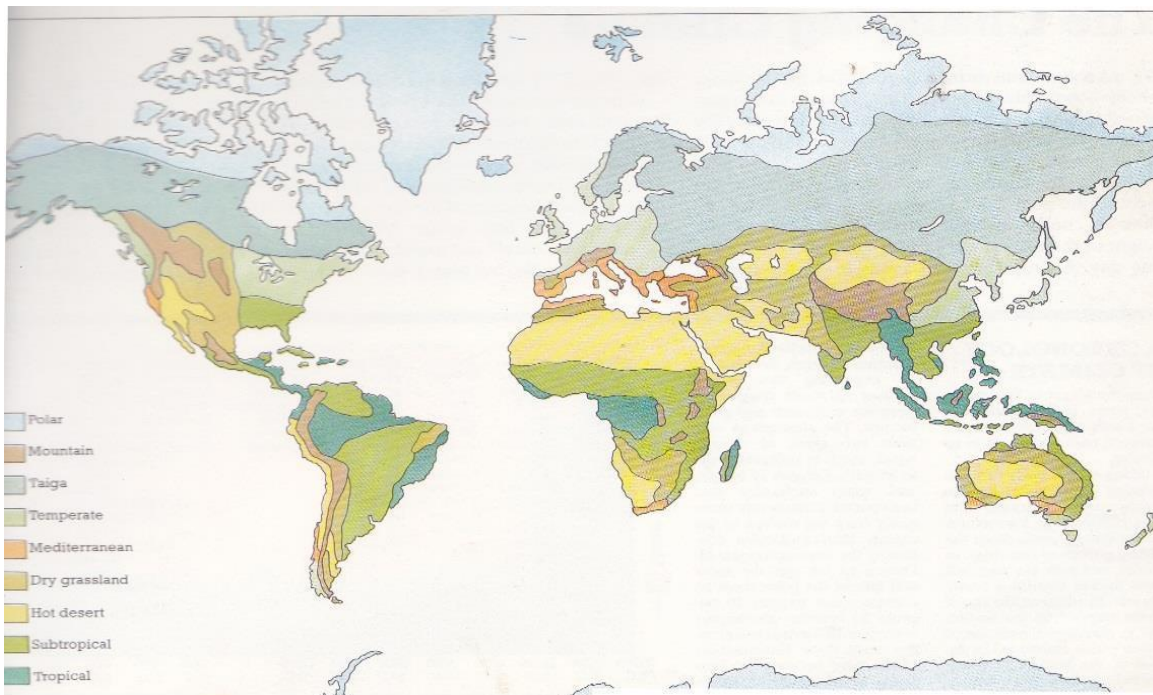 Polar
Mountain
Taiga
Temperate
Mediterranean
Dry grassland
Hot desert
Subtropical
Tropical